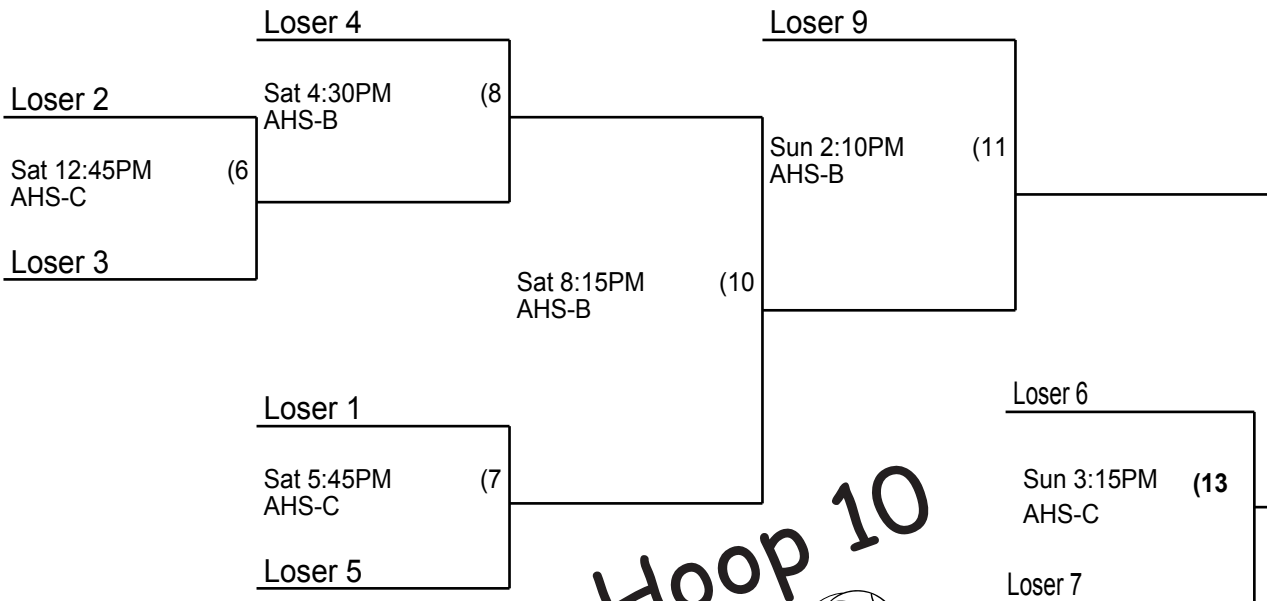 Loser 4
Loser 9
Loser 2
Sat 4:30PM (8
AHS-B
Sat 12:45PM (6
AHS-C
Sun 2:10PM (11
AHS-B
Loser 3
Sat 8:15PM (10
AHS-B
Loser 1
Loser 6
Sat 5:45PM (7
AHS-C
Sun 3:15PM (13
AHS-C
Hoop 10
Loser 5
Loser 7